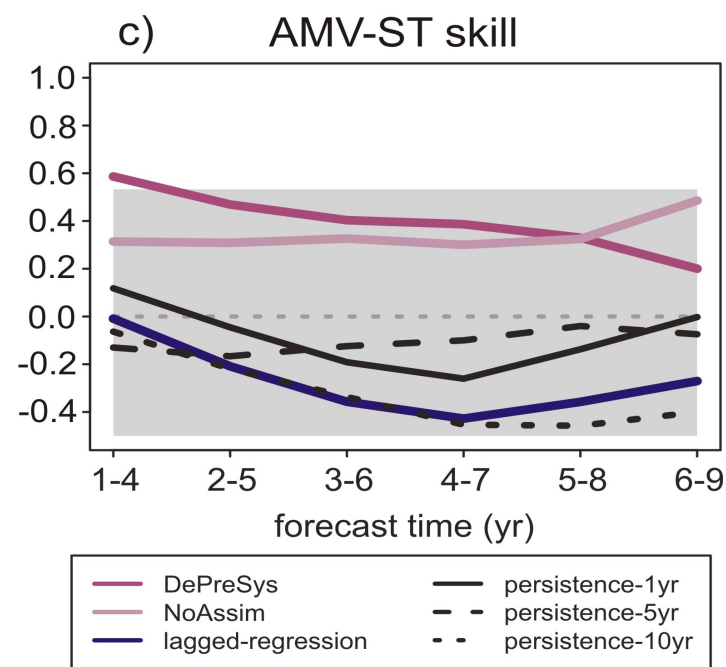 c) AMV-ST skill
1.0
0.8
0.6
0.4
0.2
0.0
-0.2
-0.4
1-4 2-5 3-6 4-7 5-8 6-9
forecast time (yr)
DePreSys persistence-1yr
NoAssim persistence-5yr
lagged-regression persistence-10yr